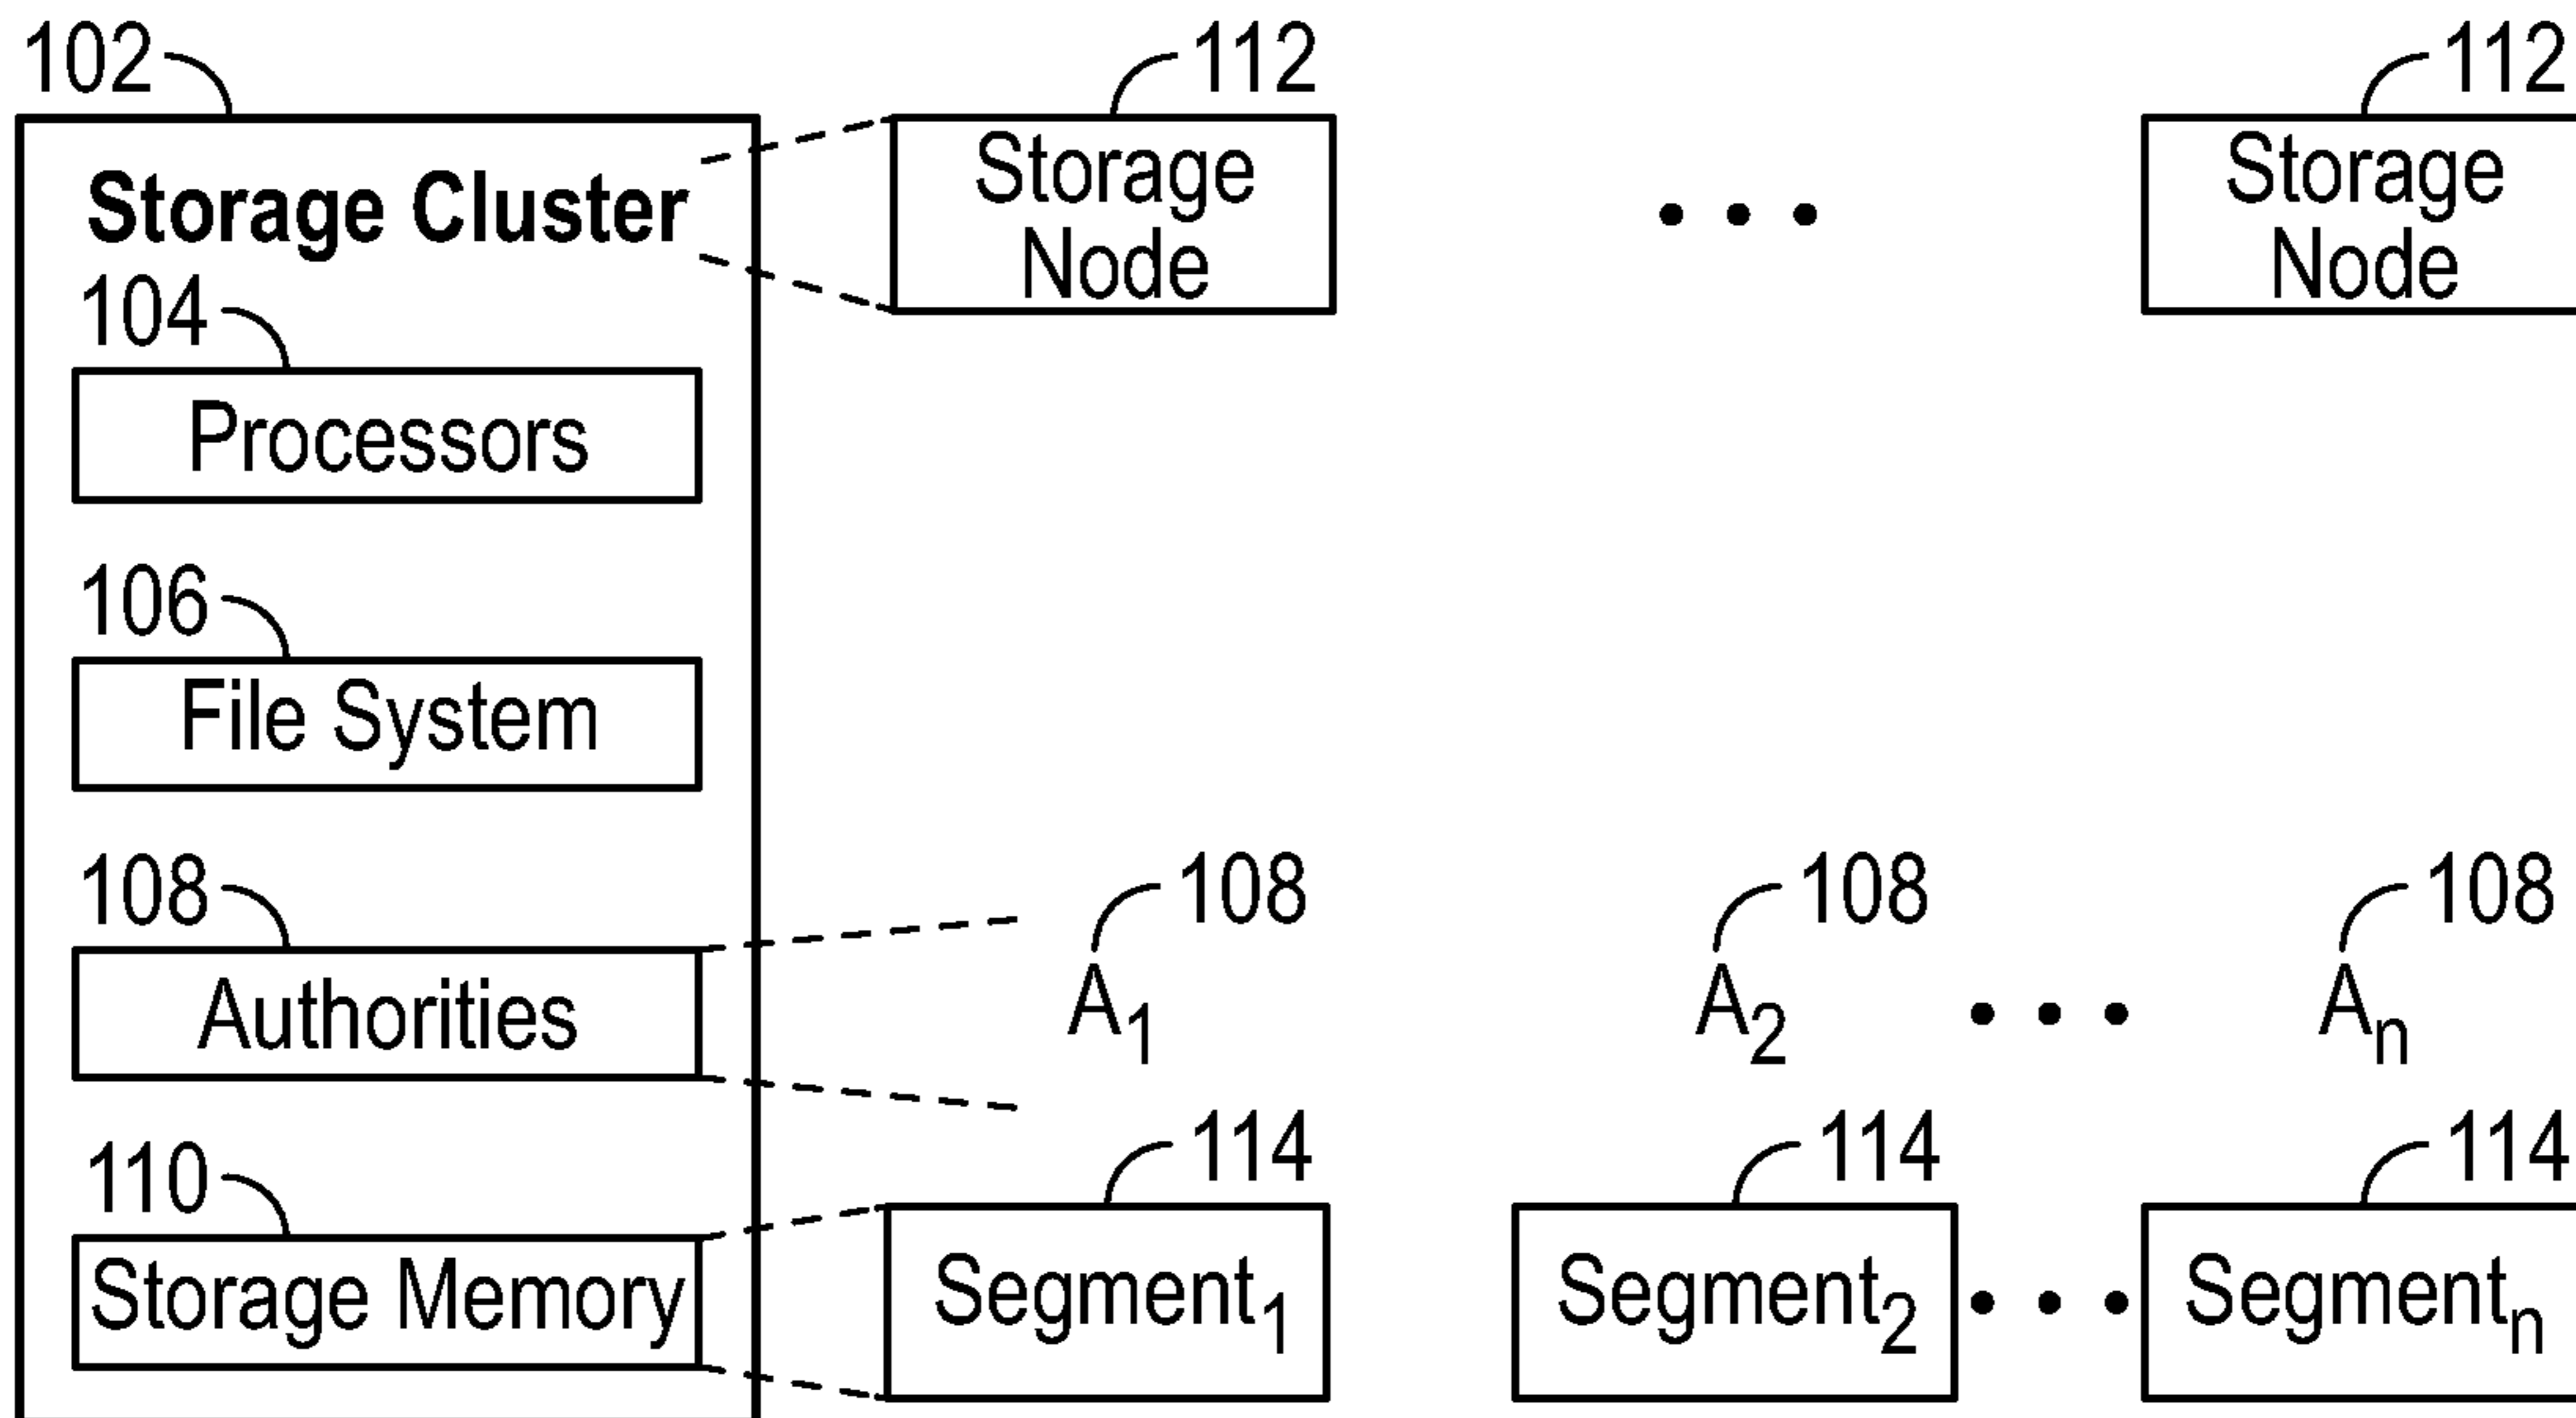 102
112
112
Storage Cluster
Storage
Node
• • •
Storage
Node
104
Processors
106
File System
108
108
108
108
Authorities
A₁
A₂
• • •
Aₙ
110
114
114
114
Storage Memory
Segment₁
Segment₂
• • •
Segmentₙ